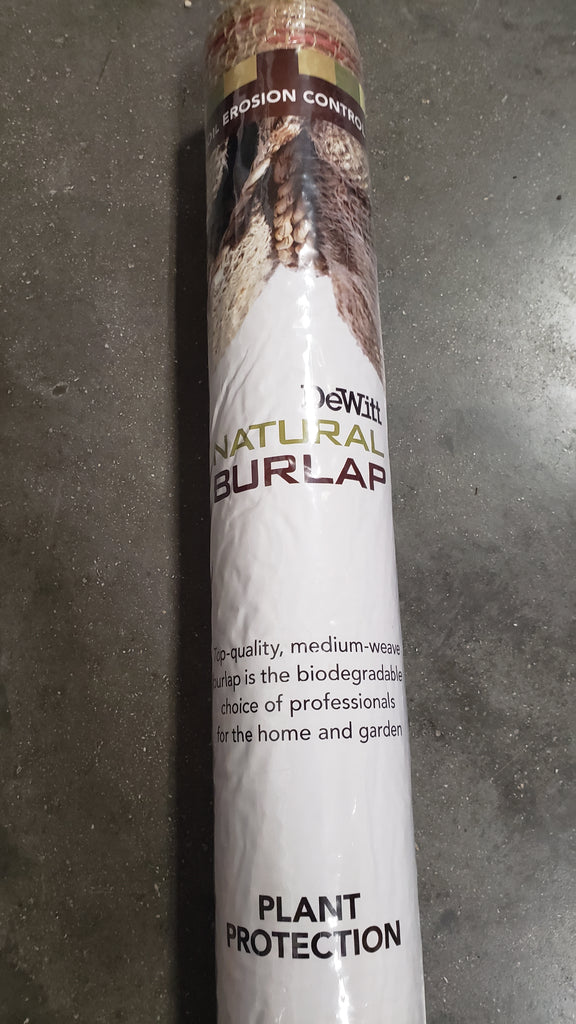 EROSION CONTROL
DeWitt
NATURAL
BURLAP
Top-quality, medium-weave
burlap is the biodegradable
choice of professionals
for the home and garden
PLANT
PROTECTION